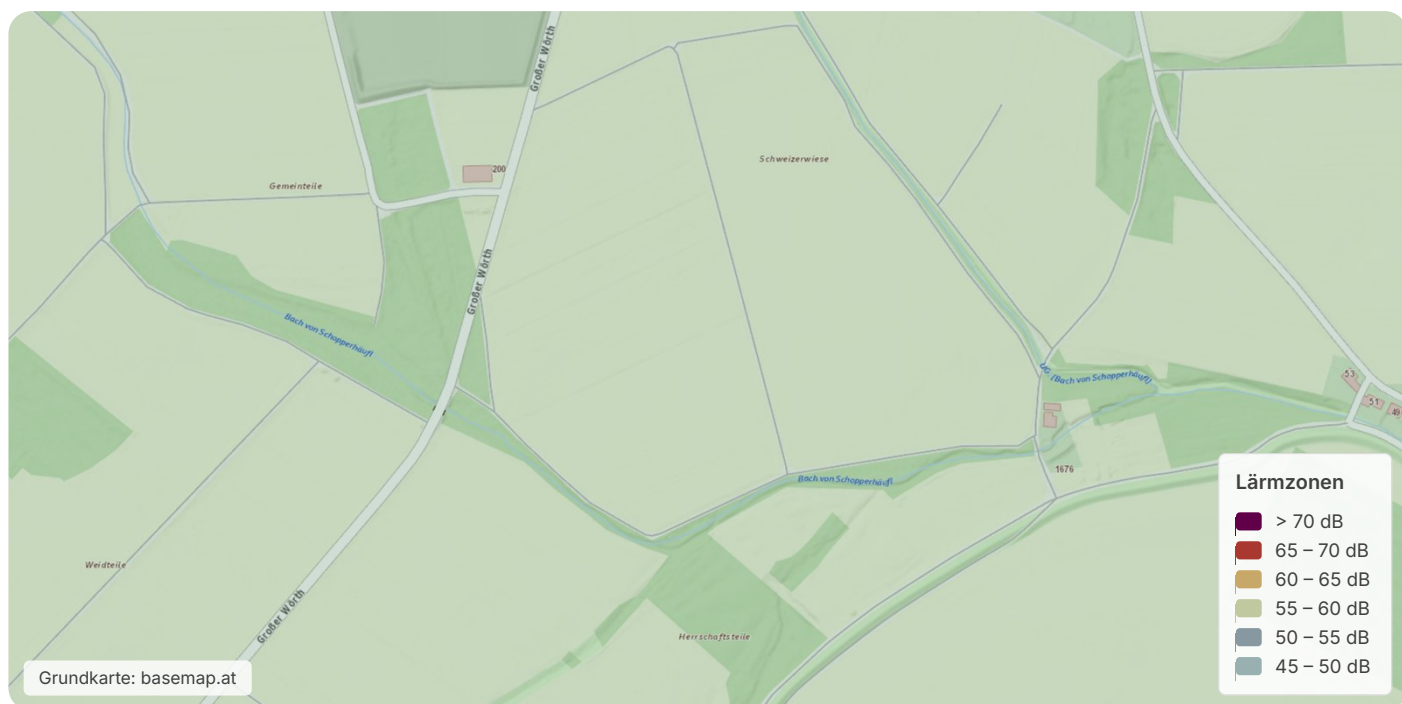 Großer Wörth
Schweizerwiese
200
Gemeinteile
Großer Wörth
Bach von Schopperhäufl
UG (Bach von Schopperhäufl)
53
51
49
1676
Bach von Schopperhäufl
Weidteile
Großer Wörth
Herrschaftsteile
Lärmzonen
> 70 dB
65 – 70 dB
60 – 65 dB
55 – 60 dB
50 – 55 dB
45 – 50 dB
Grundkarte: basemap.at